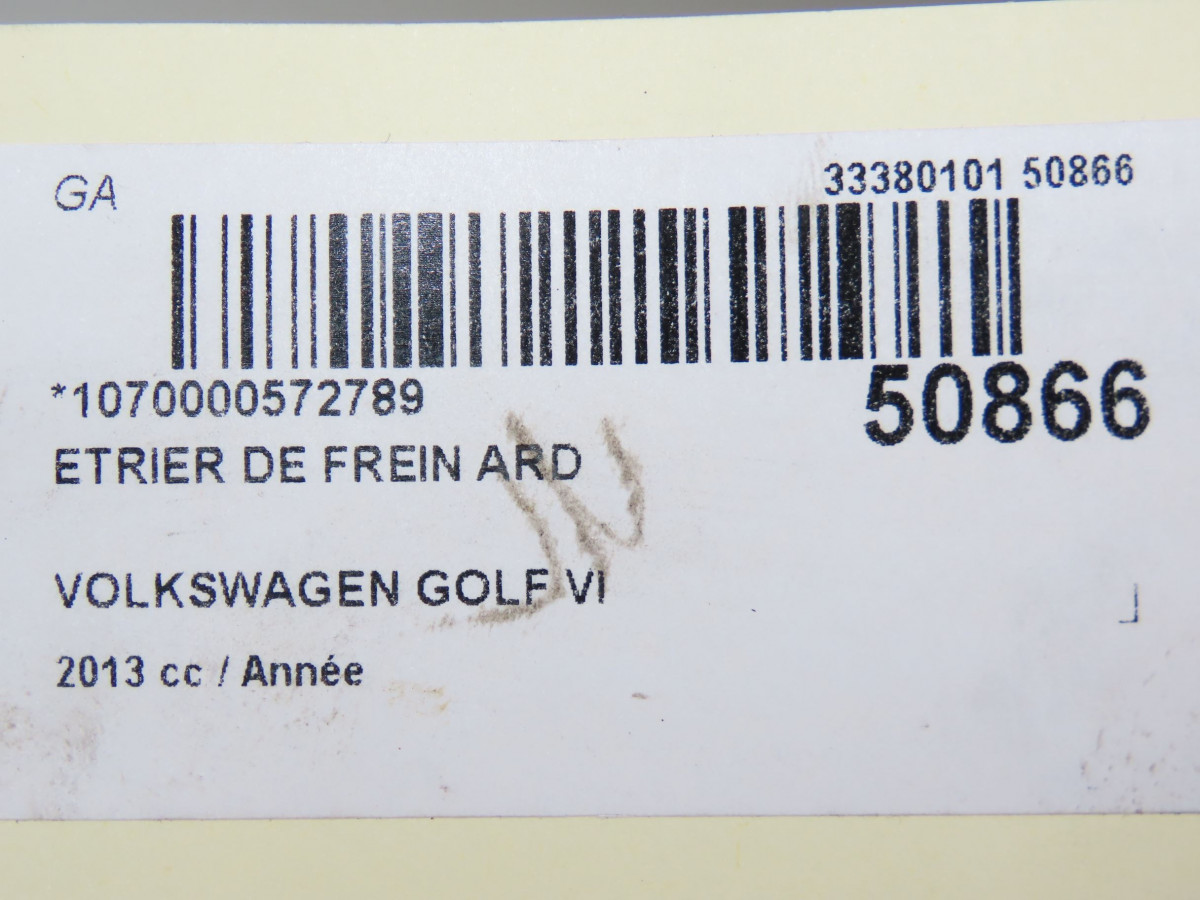 GA
33380101 50866
*1070000572789
50866
ETRIER DE FREIN ARD
VOLKSWAGEN GOLF VI
2013 cc / Année